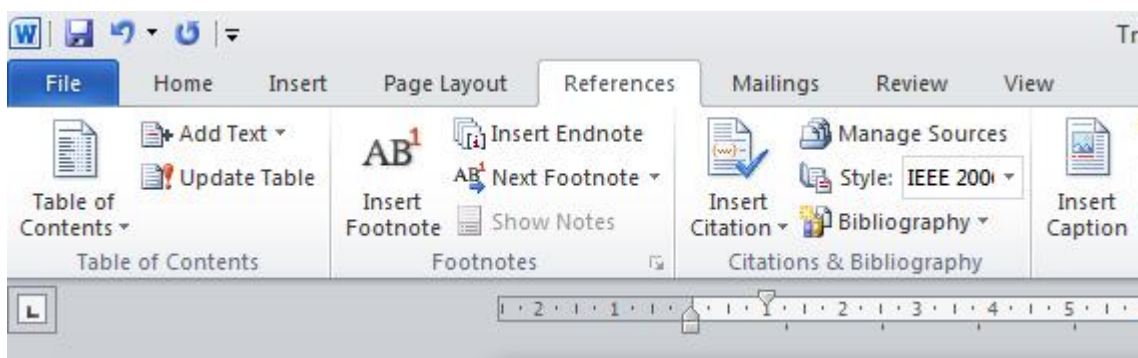 W
Tr
File Home Insert Page Layout References Mailings Review View
Table of Contents
Add Text
Update Table
Table of Contents
AB1 Insert Footnote
Insert Endnote
AB1 Next Footnote
Show Notes
Footnotes
Insert Citation
Manage Sources
Style: IEEE 200
Bibliography
Citations & Bibliography
Insert Caption
L
2 1 1 2 3 4 5